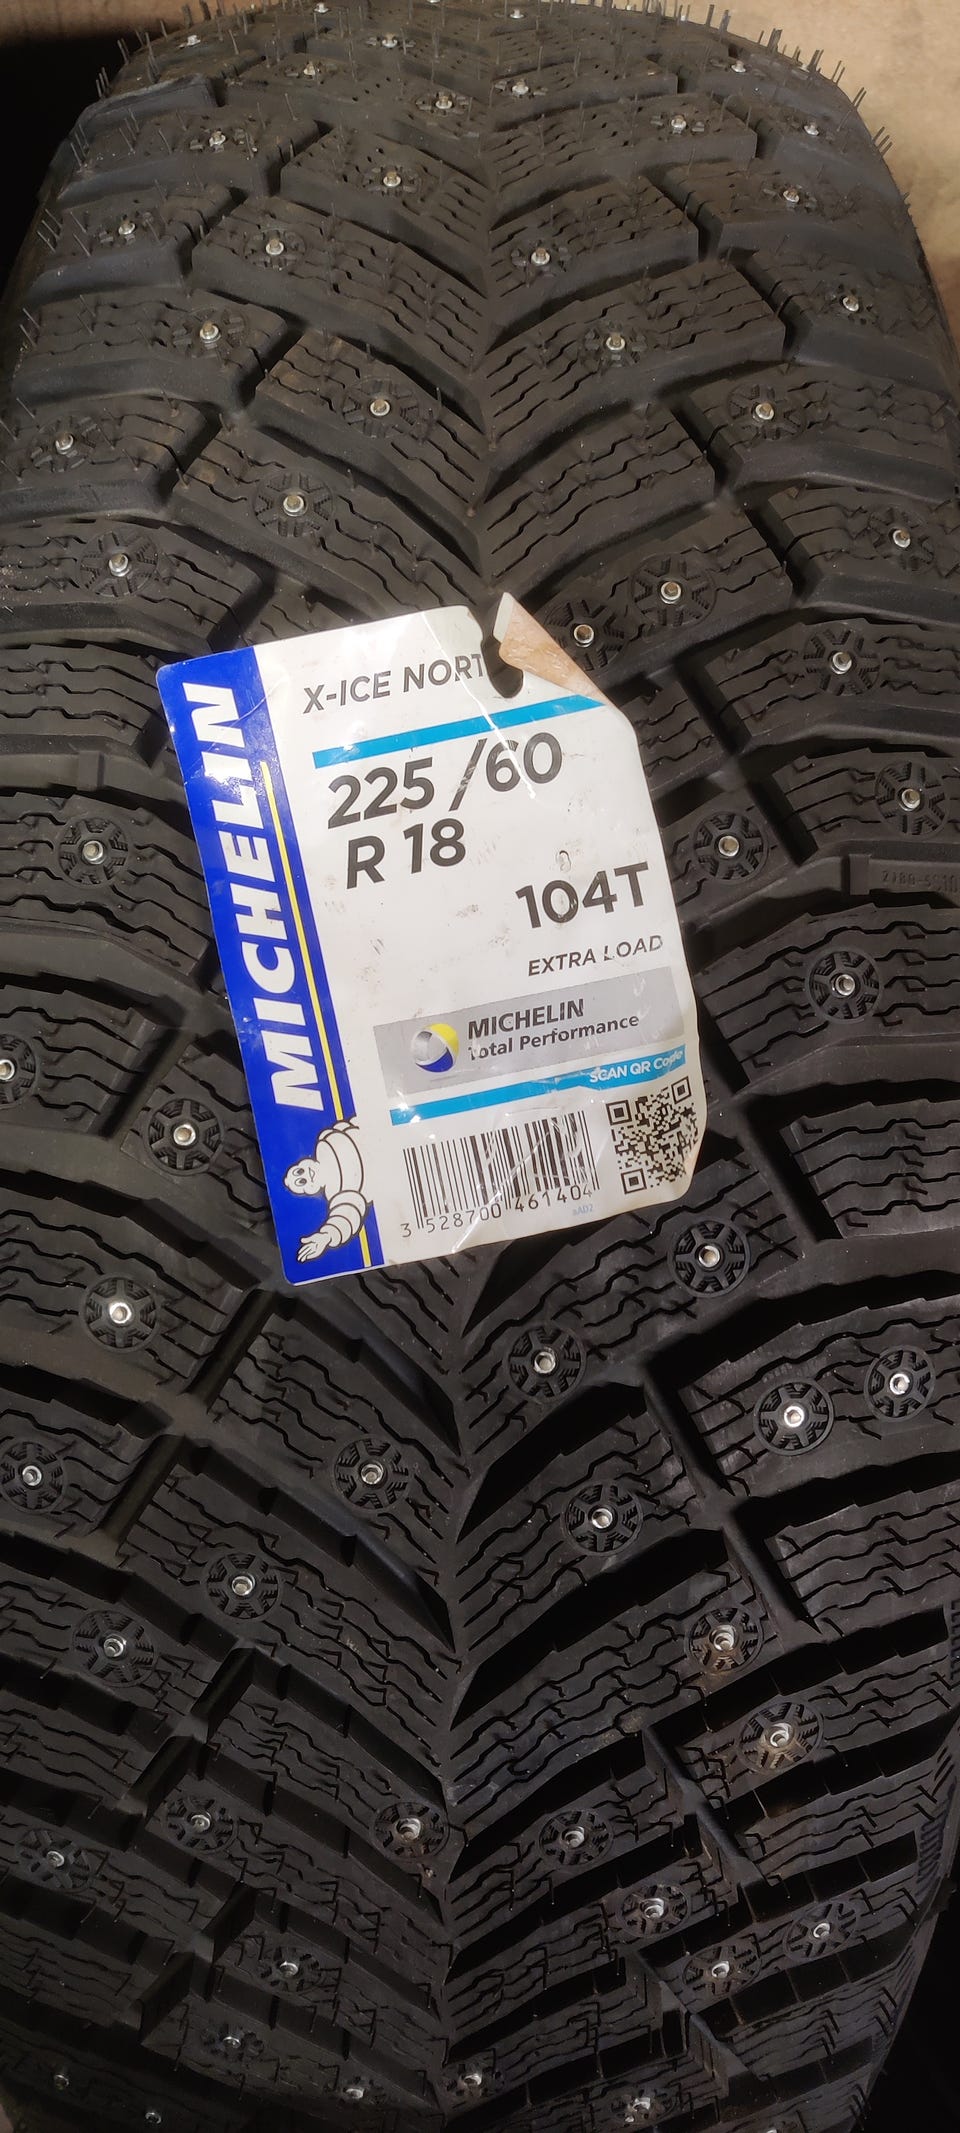 MICHELIN
X-ICE NORT
225/60
R 18
104T
EXTRA LOAD
MICHELIN
Total Performance
SCAN QR Code
3 528700 461404